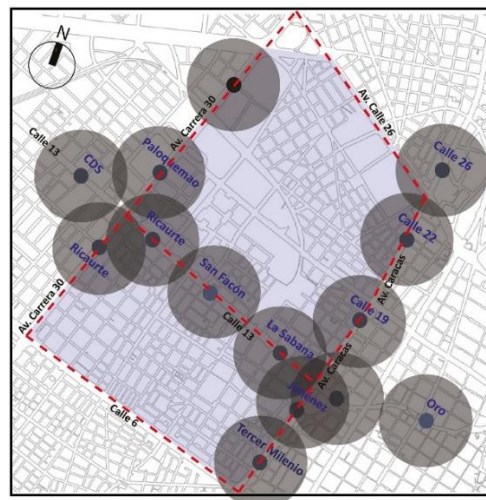 N
Av. Carrera 30
Av. Calle 26
Calle 13
CDS
Paloquemao
Calle 26
Ricaurte
Ricaurte
Calle 22
San Facón
Av. Caracas
Av. Carrera 30
Calle 13
La Sabana
Calle 19
Av. Caracas
Jiménez
Calle 6
Oro
Tercer Milenio